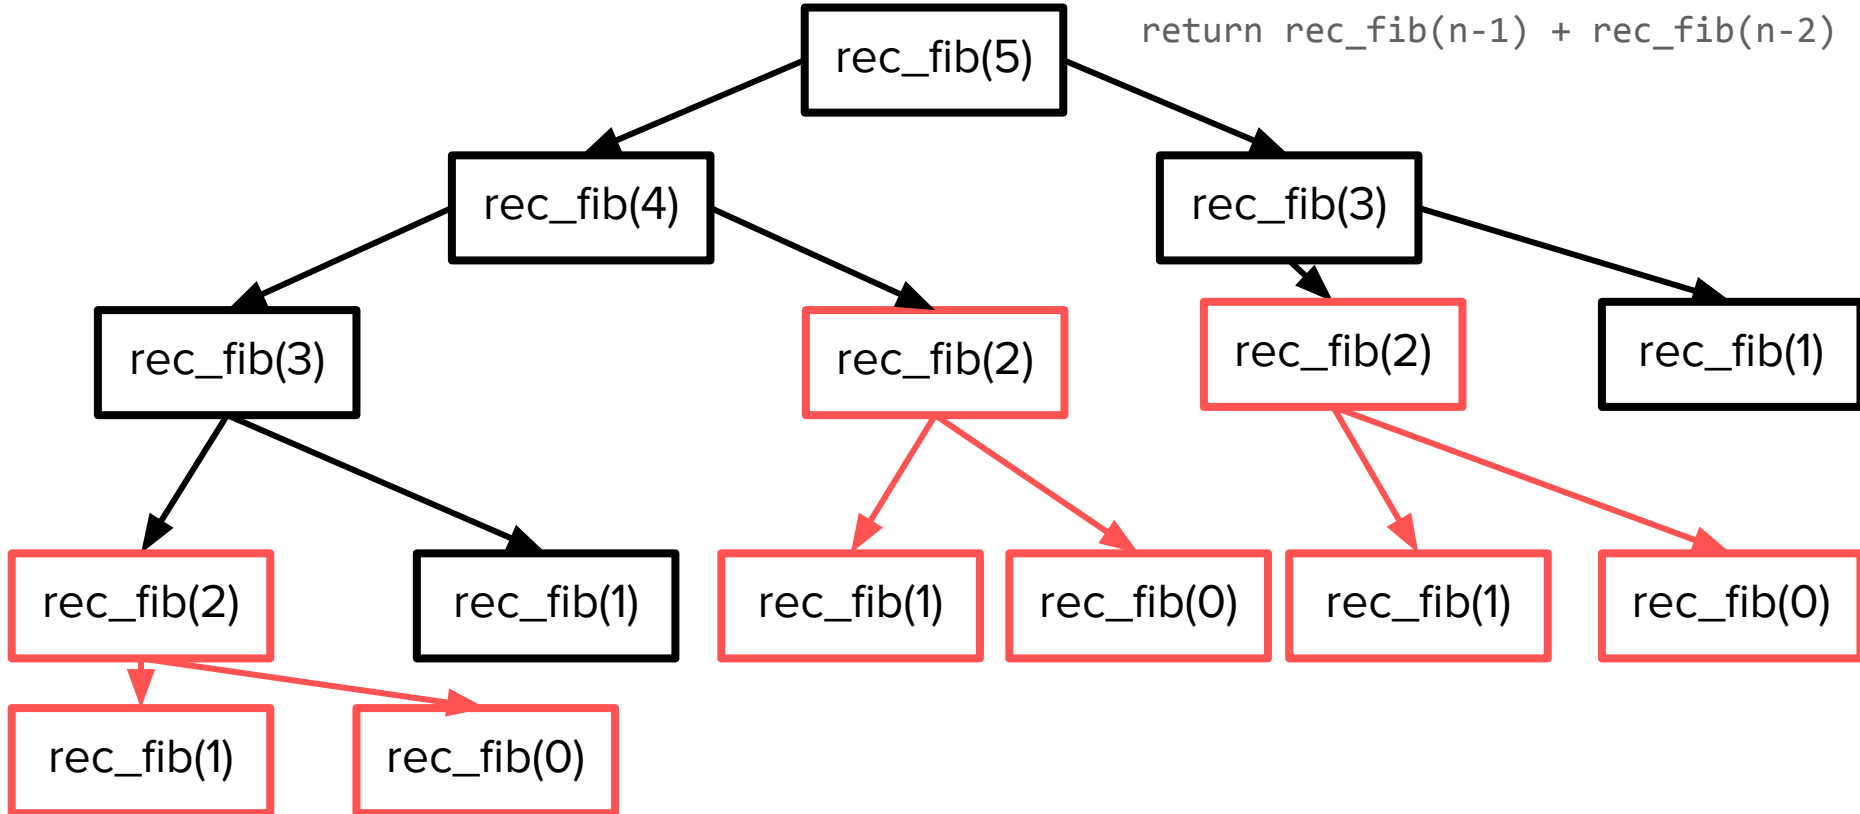 return rec_fib(n-1) + rec_fib(n-2)
rec_fib(5)
rec_fib(4)
rec_fib(3)
rec_fib(3)
rec_fib(2)
rec_fib(2)
rec_fib(1)
rec_fib(2)
rec_fib(1)
rec_fib(1)
rec_fib(0)
rec_fib(1)
rec_fib(0)
rec_fib(1)
rec_fib(0)